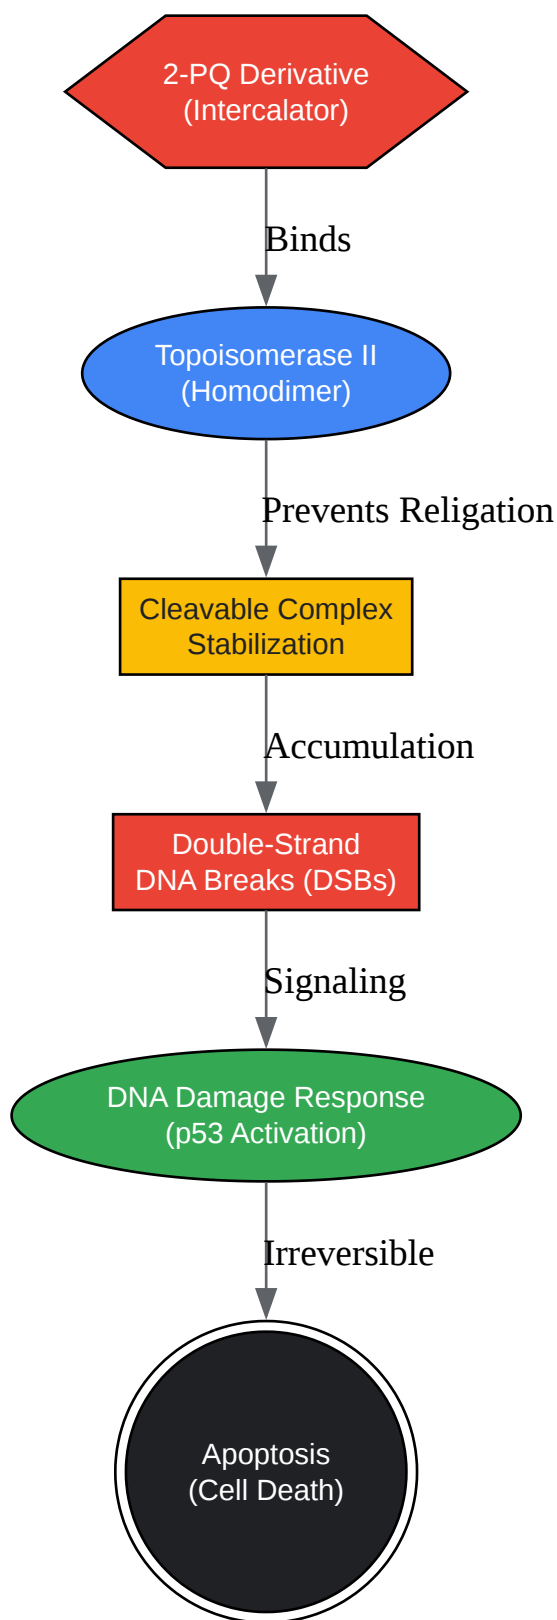 2-PQ Derivative
(Intercalator)
Binds
Topoisomerase II
(Homodimer)
Prevents Religation
Cleavable Complex
Stabilization
Accumulation
Double-Strand
DNA Breaks (DSBs)
Signaling
DNA Damage Response
(p53 Activation)
Irreversible
Apoptosis
(Cell Death)